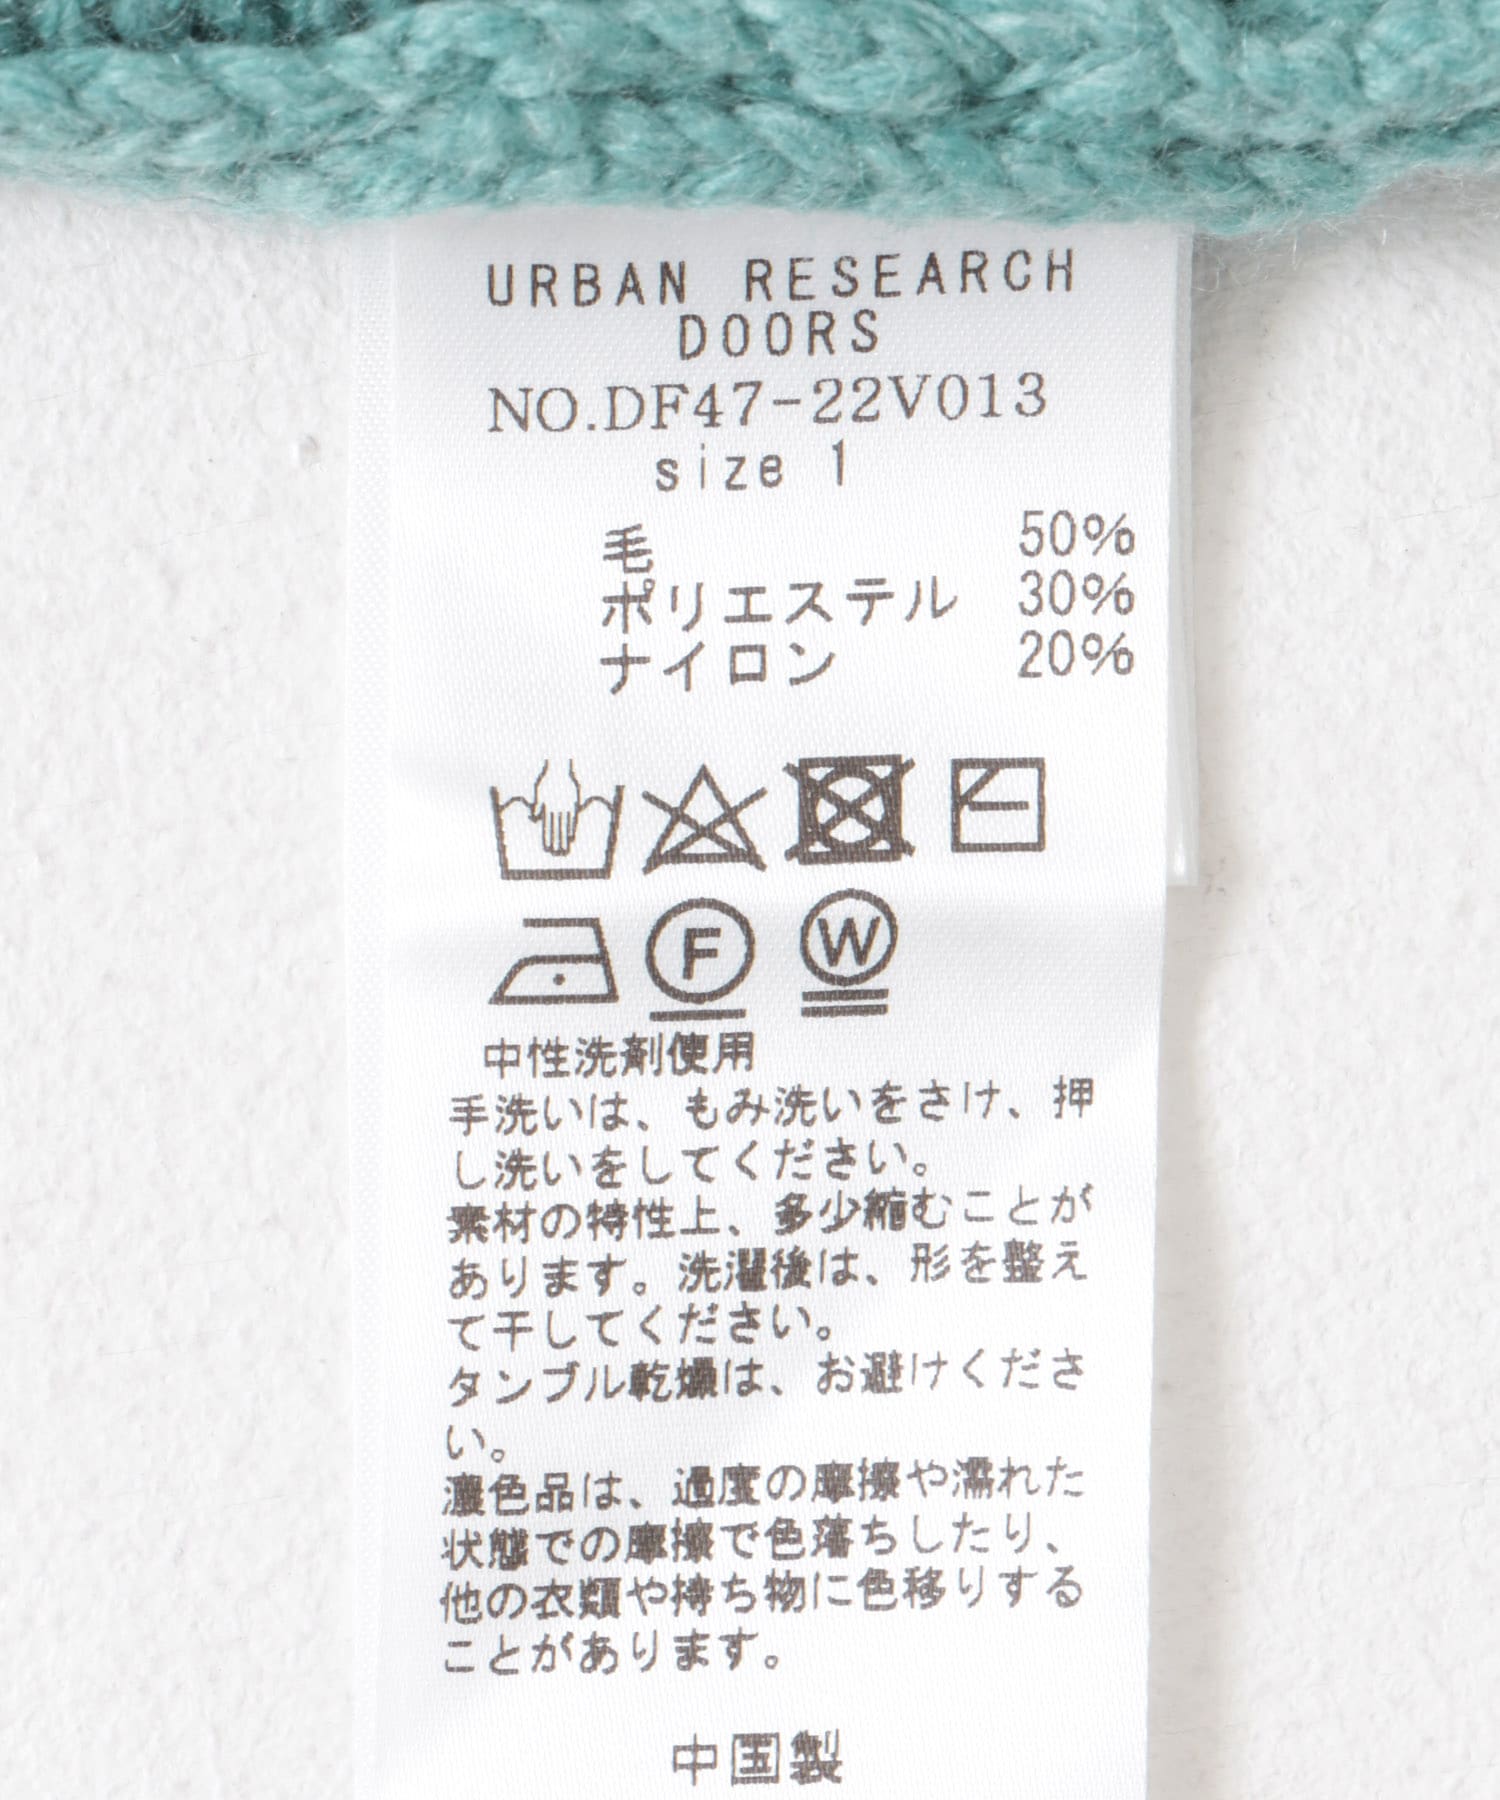 URBAN RESEARCH
DOORS
NO.DF47-22V013
size 1
毛 50%
ポリエステル 30%
ナイロン 20%
F W
中性洗剤使用
手洗いは、もみ洗いをさけ、押
し洗いをしてください。
素材の特性上、多少縮むことが
あります。洗濯後は、形を整え
て干してください。
タンブル乾燥は、お避けくださ
い。
濃色品は、過度の摩擦や濡れた
状態での摩擦で色落ちしたり、
他の衣類や持ち物に色移りする
ことがあります。
中国製